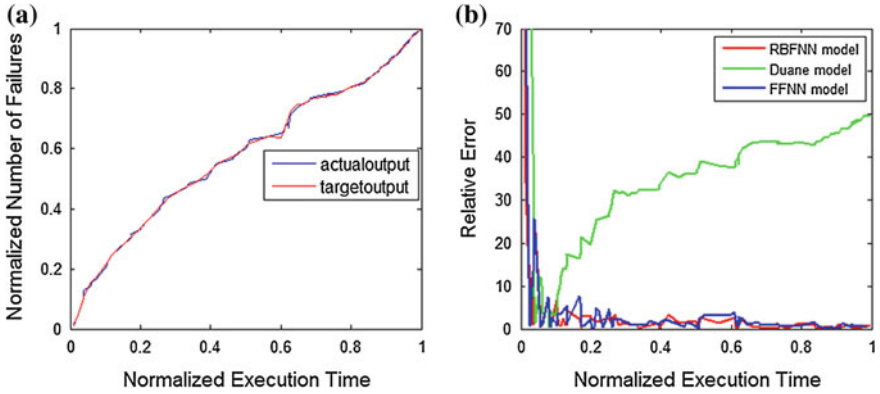 (a)
Normalized Number of Failures
1
0.8
0.6
0.4
0.2
0
actualoutput
targetoutput
0
0.2
0.4
0.6
0.8
1
Normalized Execution Time
(b)
Relative Error
70
60
50
40
30
20
10
0
RBFNN model
Duane model
FFNN model
0
0.2
0.4
0.6
0.8
1
Normalized Execution Time